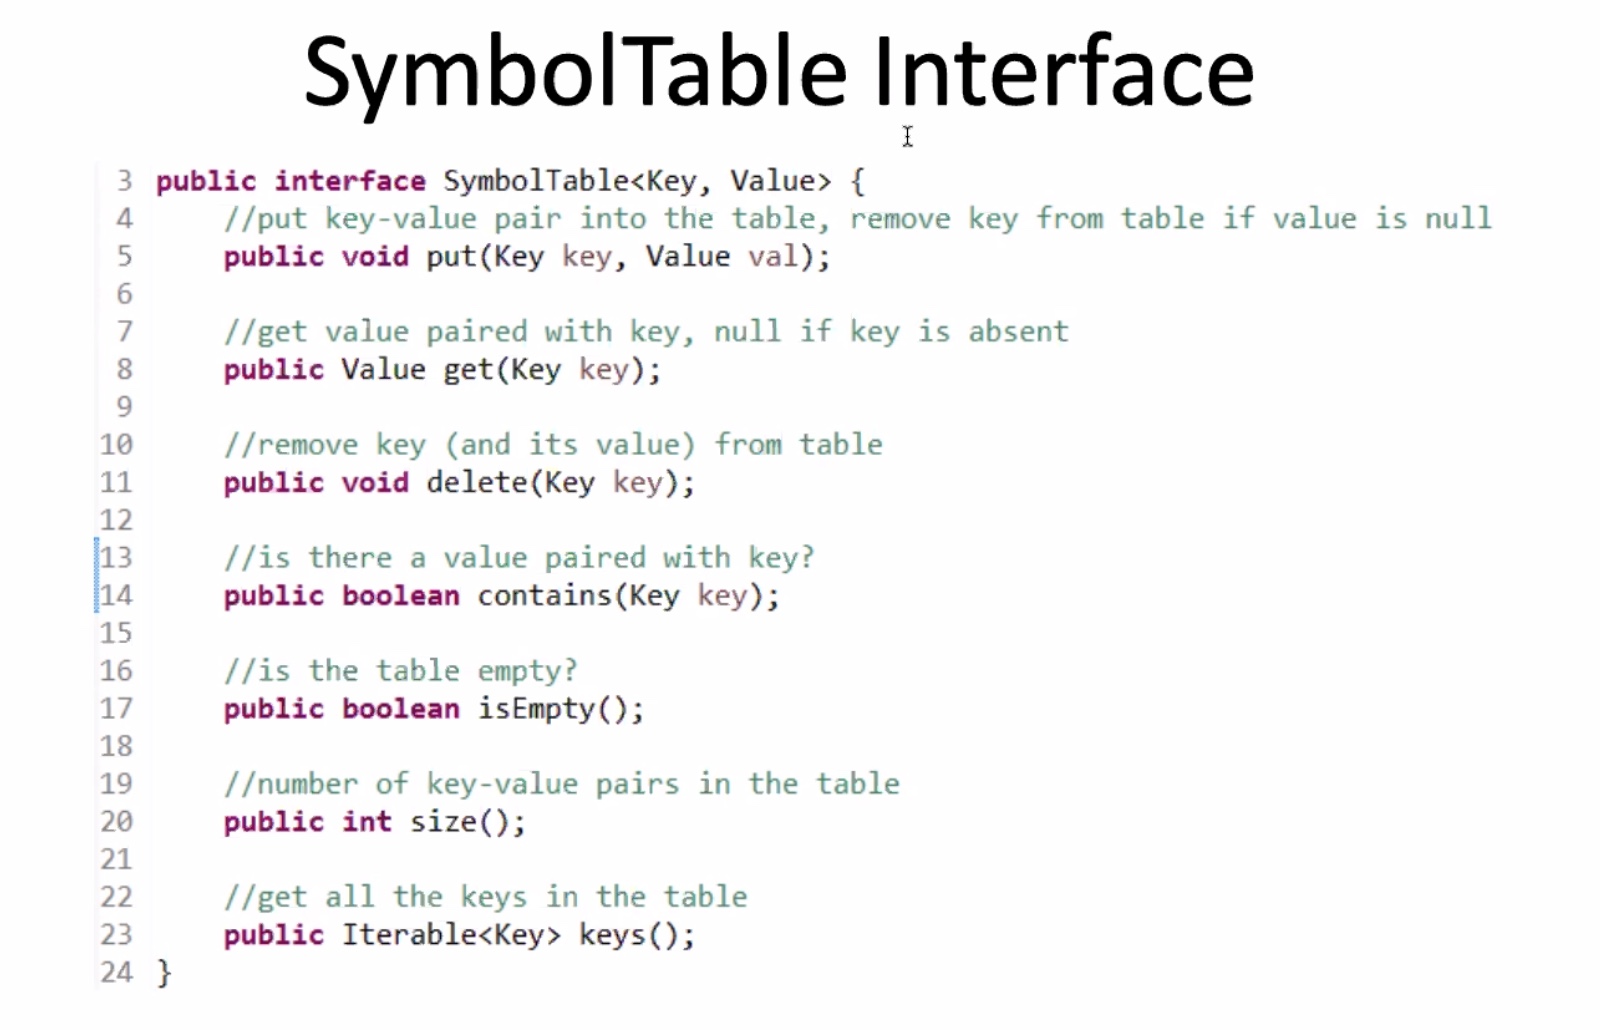 SymbolTable Interface
3 public interface SymbolTable<Key, Value> {
4 //put key-value pair into the table, remove key from table if value is null
5 public void put(Key key, Value val);
6
7 //get value paired with key, null if key is absent
8 public Value get(Key key);
9
10 //remove key (and its value) from table
11 public void delete(Key key);
12
13 //is there a value paired with key?
14 public boolean contains(Key key);
15
16 //is the table empty?
17 public boolean isEmpty();
18
19 //number of key-value pairs in the table
20 public int size();
21
22 //get all the keys in the table
23 public Iterable<Key> keys();
24 }